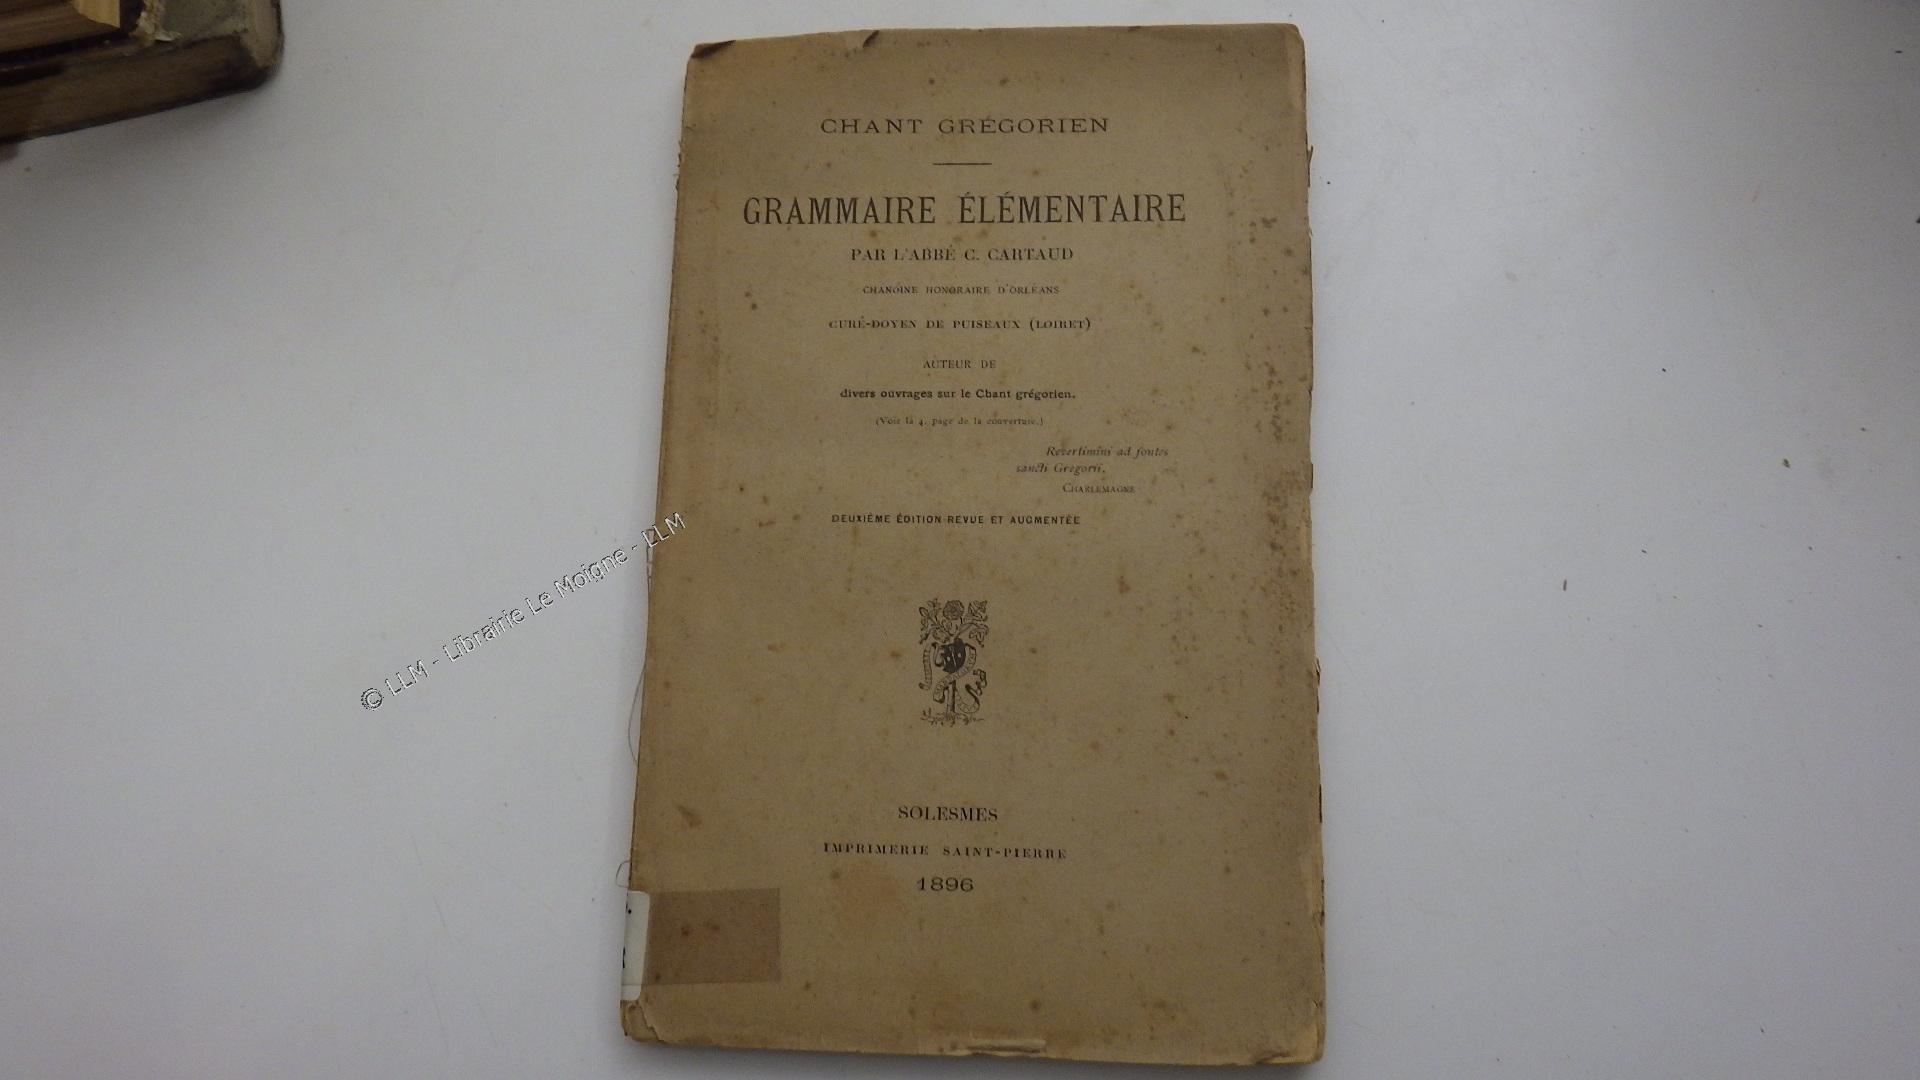 CHANT GRÉGORIEN
GRAMMAIRE ÉLÉMENTAIRE
PAR L'ABBÉ C. CARTAUD
CHANOINE HONORAIRE D'ORLÉANS
CURÉ-DOYEN DE PUISEAUX (LOIRET)
AUTEUR DE
divers ouvrages sur le Chant grégorien.
(Voir la 4. page de la couverture.)
Revertimini ad fontes
sancti Gregorii.
CHARLEMAGNE
DEUXIÈME ÉDITION REVUE ET AUGMENTÉE
SOLESMES
IMPRIMERIE SAINT-PIERRE
1896
© LLM - Librairie Le Moigne - LLM